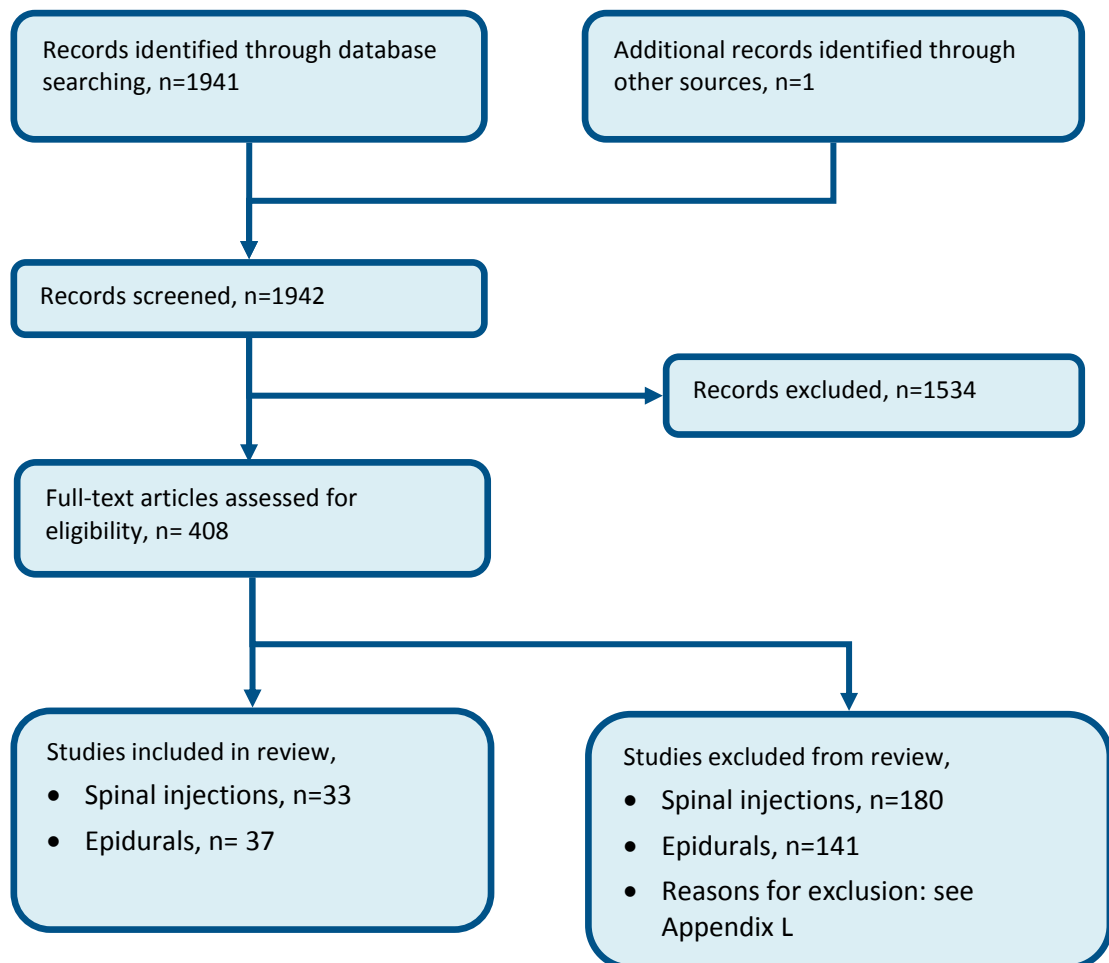 Records identified through database
searching, n=1941
Additional records identified through
other sources, n=1
Records screened, n=1942
Records excluded, n=1534
Full-text articles assessed for
eligibility, n= 408
Studies included in review,
• Spinal injections, n=33
• Epidurals, n= 37
Studies excluded from review,
• Spinal injections, n=180
• Epidurals, n=141
• Reasons for exclusion: see
Appendix L